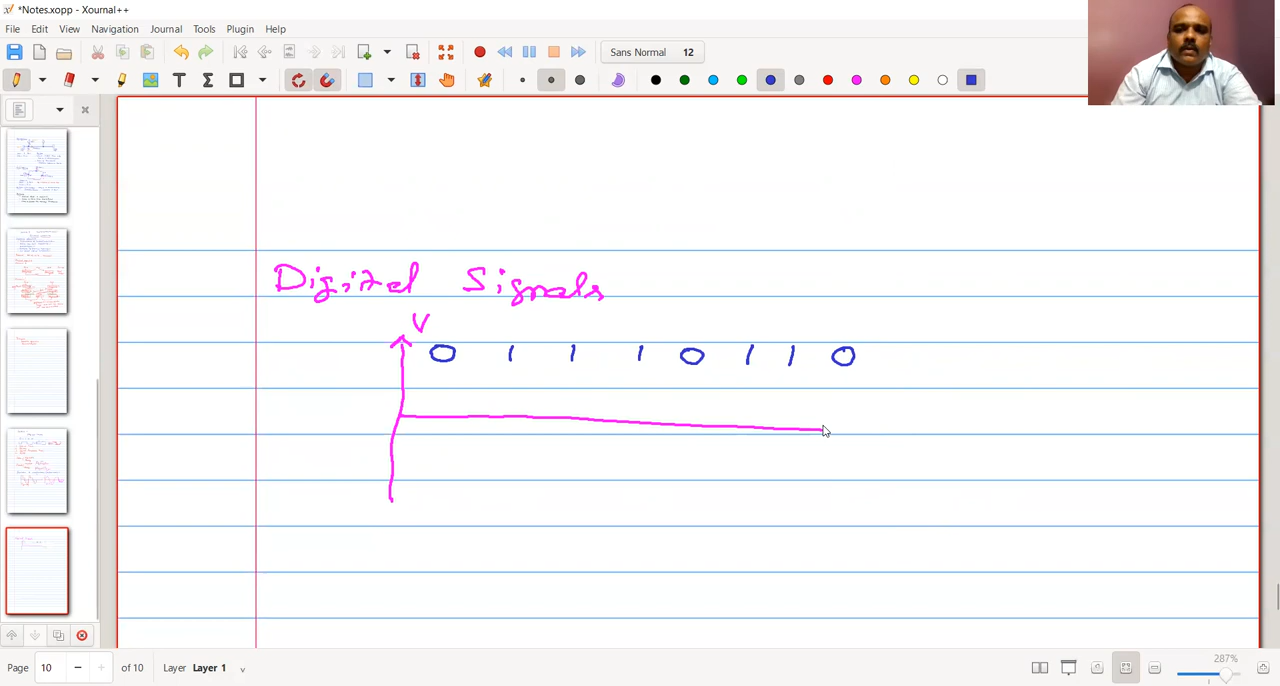 *Notes.xopp - Xournal++
File Edit View Navigation Journal Tools Plugin Help
Sans Normal 12
Digital Signals
V
0 1 1 1 0 1 1 0
Page 10 of 10 Layer Layer 1 287%